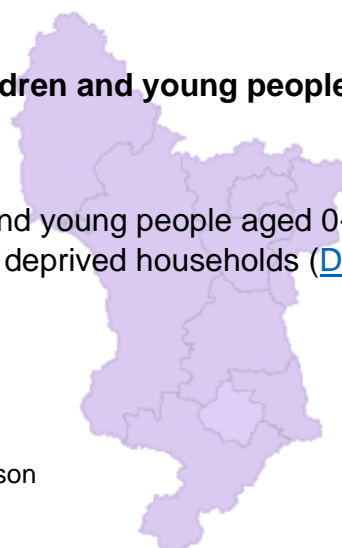 dren and young people
nd young people aged 0-
deprived households (D
son